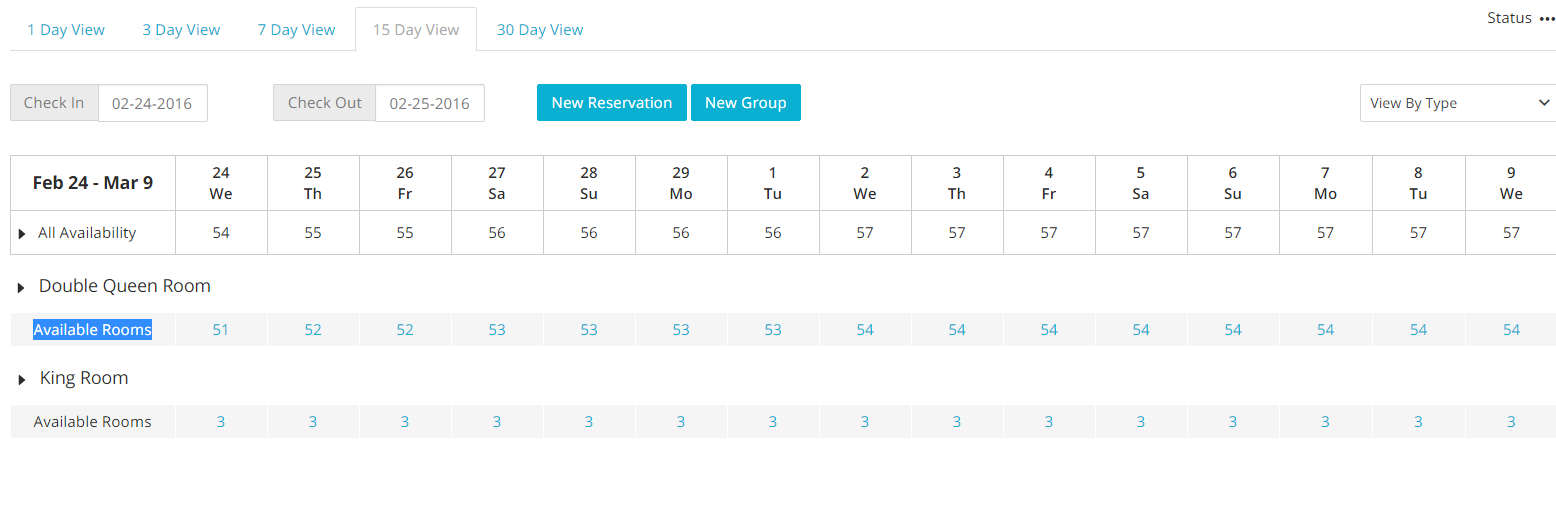 1 Day View 3 Day View 7 Day View 15 Day View 30 Day View Status
Check In 02-24-2016 Check Out 02-25-2016 New Reservation New Group View By Type
Feb 24 - Mar 9 24 25 26 27 28 29 1 2 3 4 5 6 7 8 9
We Th Fr Sa Su Mo Tu We Th Fr Sa Su Mo Tu We
All Availability 54 55 55 56 56 56 56 57 57 57 57 57 57 57 57
Double Queen Room
Available Rooms 51 52 52 53 53 53 53 54 54 54 54 54 54 54 54
King Room
Available Rooms 3 3 3 3 3 3 3 3 3 3 3 3 3 3 3